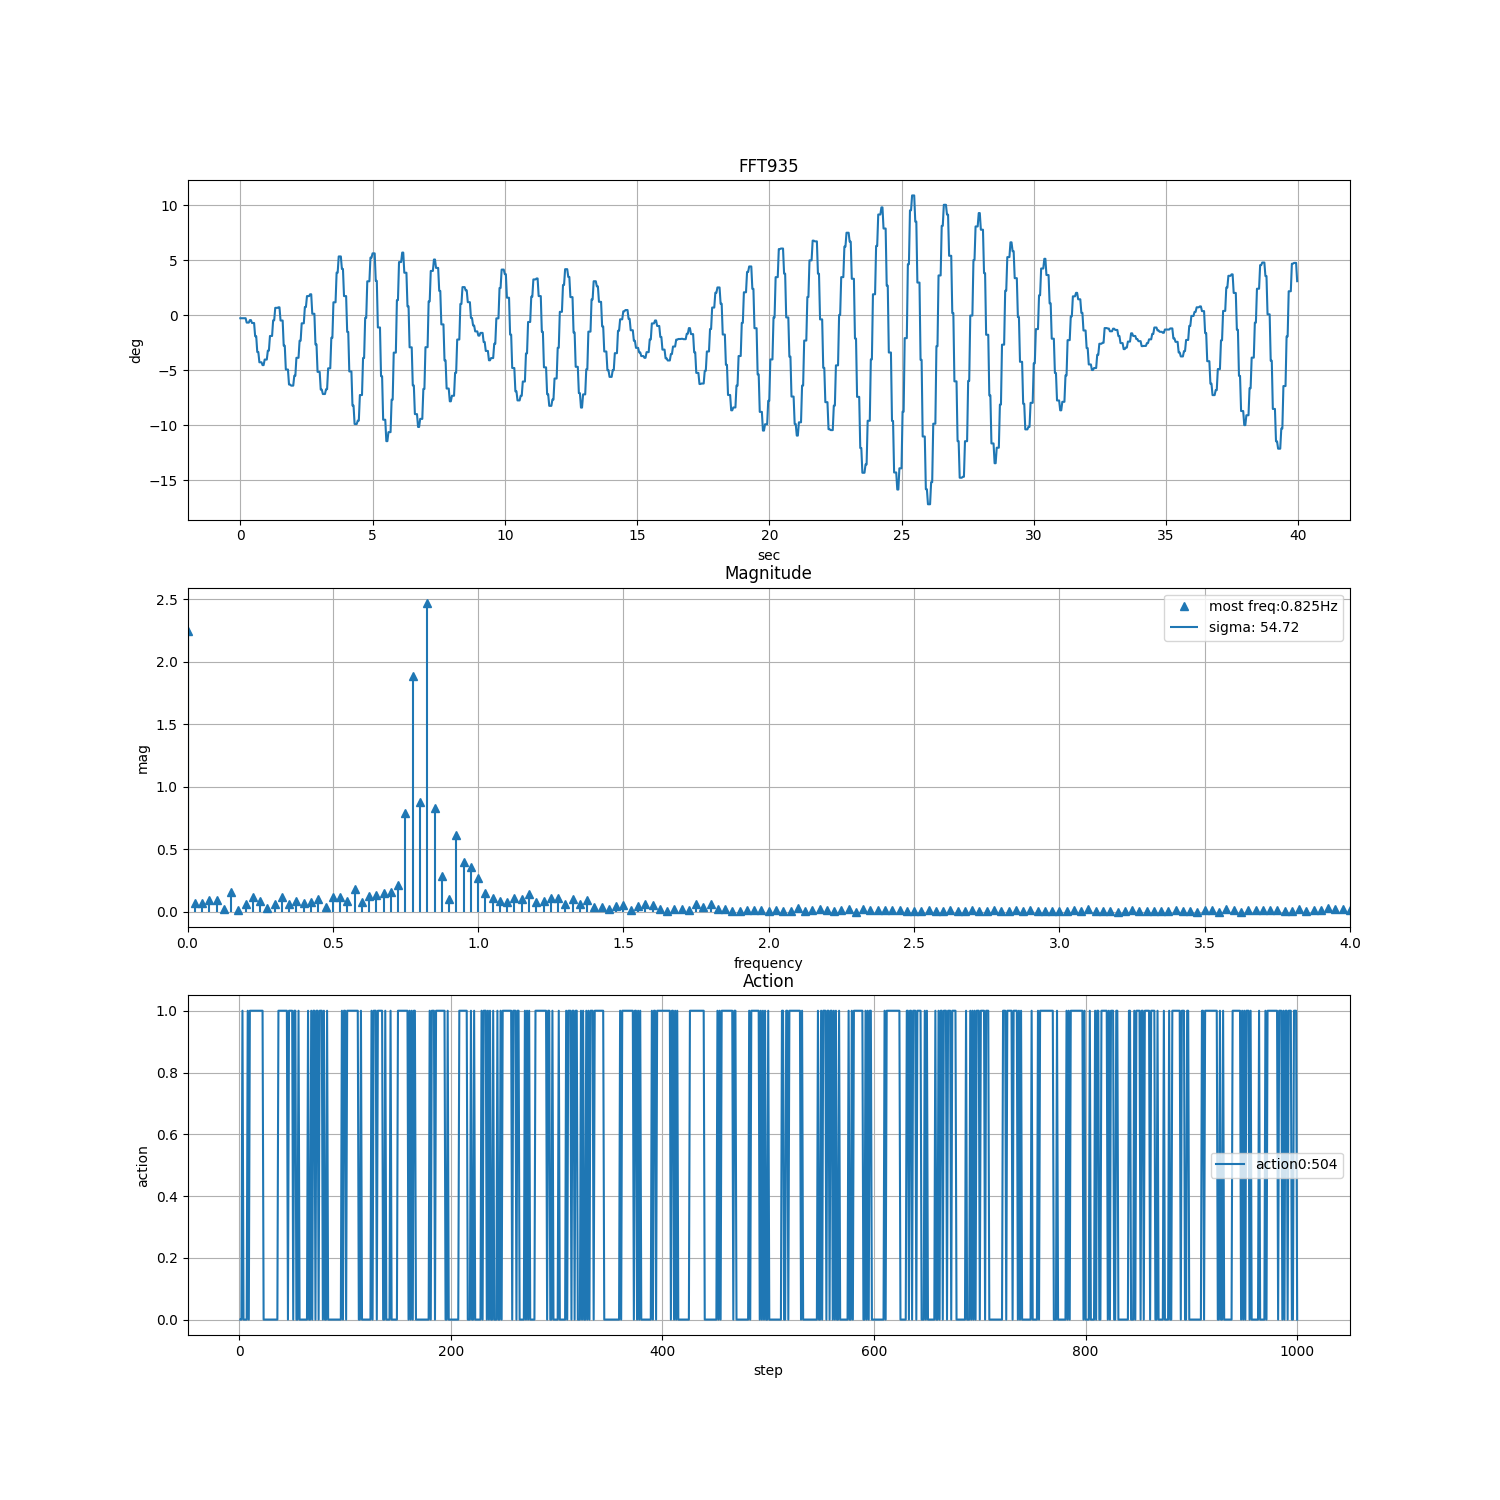 FFT935
10
5
0
−5
−10
−15
deg
0 5 10 15 20 25 30 35 40
sec
Magnitude
2.5
2.0
1.5
1.0
0.5
0.0
mag
most freq:0.825Hz
sigma: 54.72
0.0 0.5 1.0 1.5 2.0 2.5 3.0 3.5 4.0
frequency
Action
1.0
0.8
0.6
0.4
0.2
0.0
action
action0:504
0 200 400 600 800 1000
step